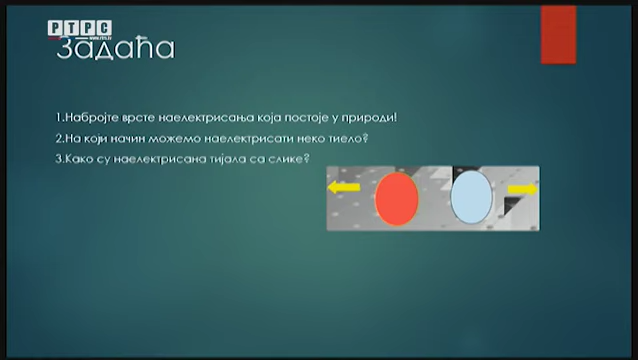 РТРС
Задаћа
1.Набројте врсте наелектрисања која постоје у природи!
2.На који начин можемо наелектрисати неко тиело?
3.Како су наелектрисана тијала са слике?